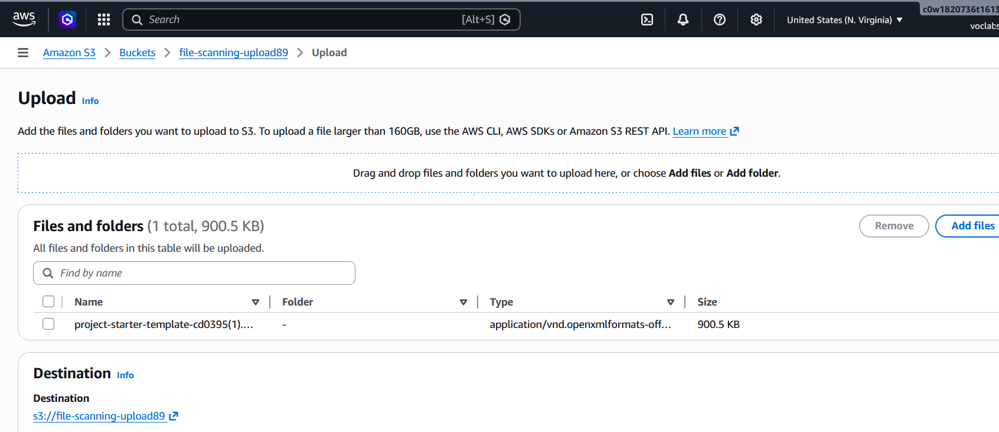 aws
Search [Alt+S]
United States (N. Virginia)
c0w1820736t1613
voclabs
Amazon S3 Buckets file-scanning-upload89 Upload
Upload Info
Add the files and folders you want to upload to S3. To upload a file larger than 160GB, use the AWS CLI, AWS SDKs or Amazon S3 REST API. Learn more
Drag and drop files and folders you want to upload here, or choose Add files or Add folder.
Files and folders (1 total, 900.5 KB)
Remove Add files
All files and folders in this table will be uploaded.
Find by name
Name Folder Type Size
project-starter-template-cd0395(1).... - application/vnd.openxmlformats-off... 900.5 KB
Destination Info
Destination
s3://file-scanning-upload89